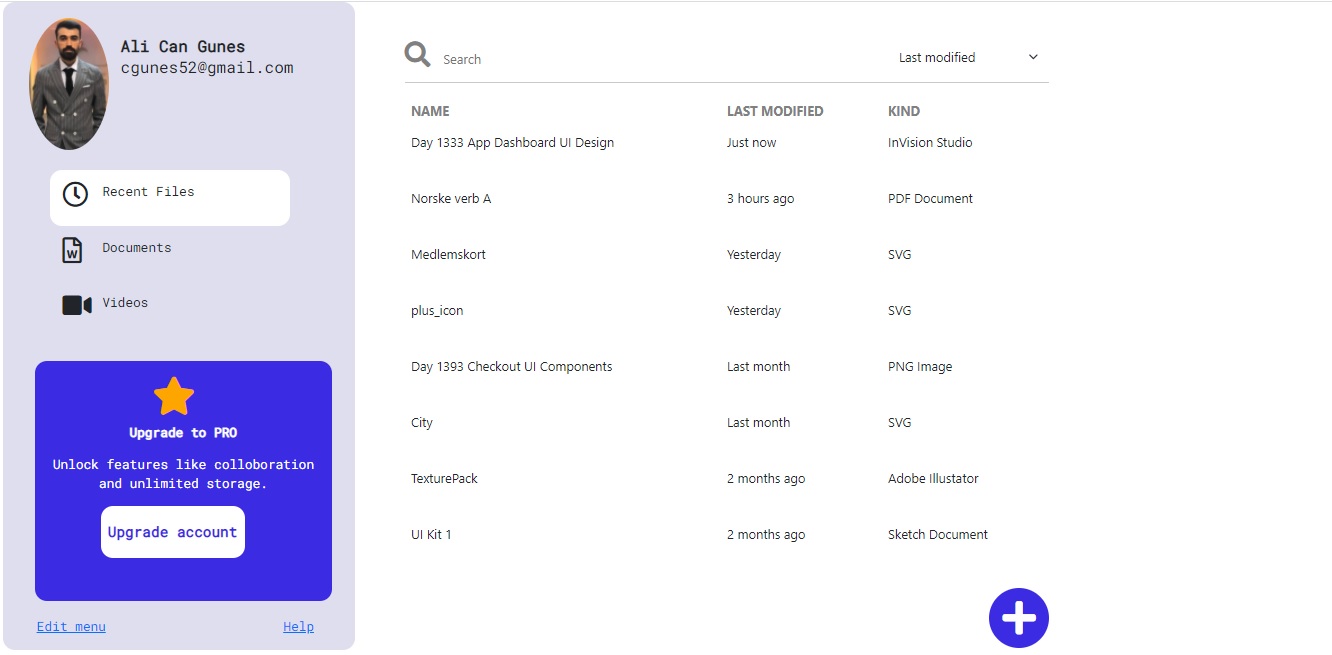 Ali Can Gunes
cgunes52@gmail.com
Recent Files
W
Documents
Videos
Upgrade to PRO
Unlock features like colloboration
and unlimited storage.
Upgrade account
Edit menu Help
Search Last modified
NAME LAST MODIFIED KIND
Day 1333 App Dashboard UI Design Just now InVision Studio
Norske verb A 3 hours ago PDF Document
Medlemskort Yesterday SVG
plus_icon Yesterday SVG
Day 1393 Checkout UI Components Last month PNG Image
City Last month SVG
TexturePack 2 months ago Adobe Illustator
UI Kit 1 2 months ago Sketch Document